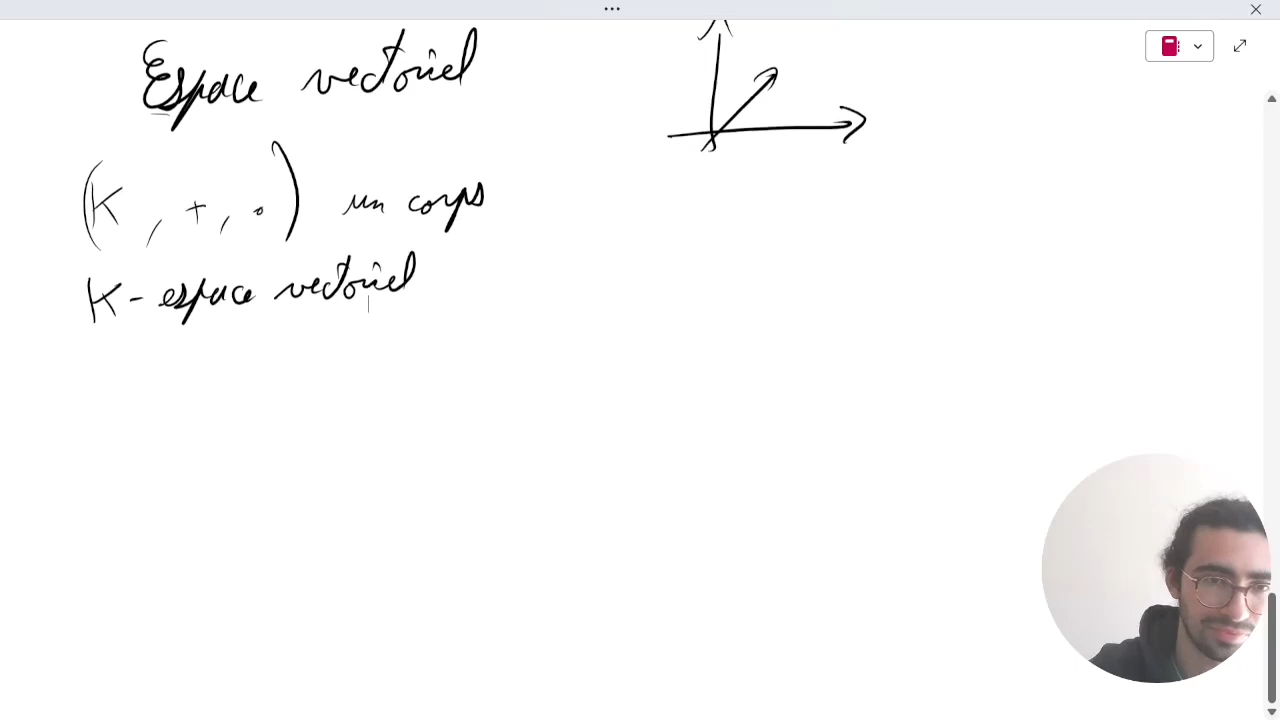 Espace vectoriel
(K, +, ∘) un corps
K - espace vectoriel